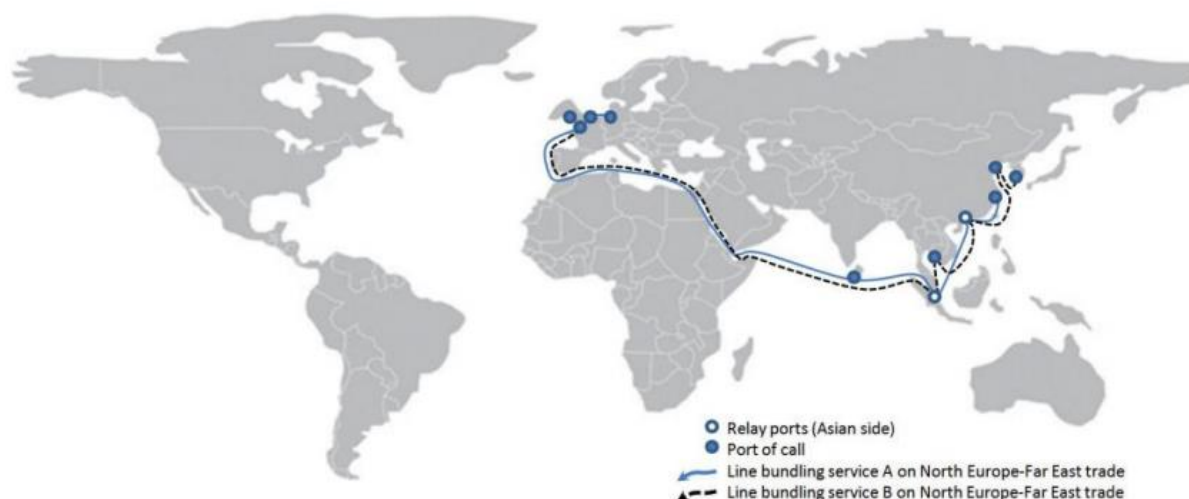 Relay ports (Asian side)
Port of call
Line bundling service A on North Europe-Far East trade
Line bundling service B on North Europe-Far East trade